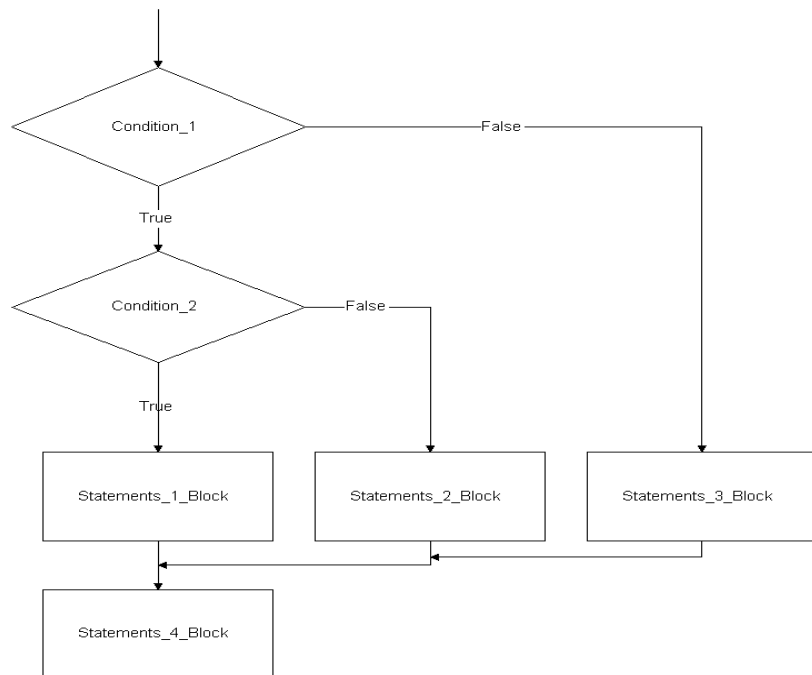 Condition_1
False
True
Condition_2
False
True
Statements_1_Block
Statements_2_Block
Statements_3_Block
Statements_4_Block